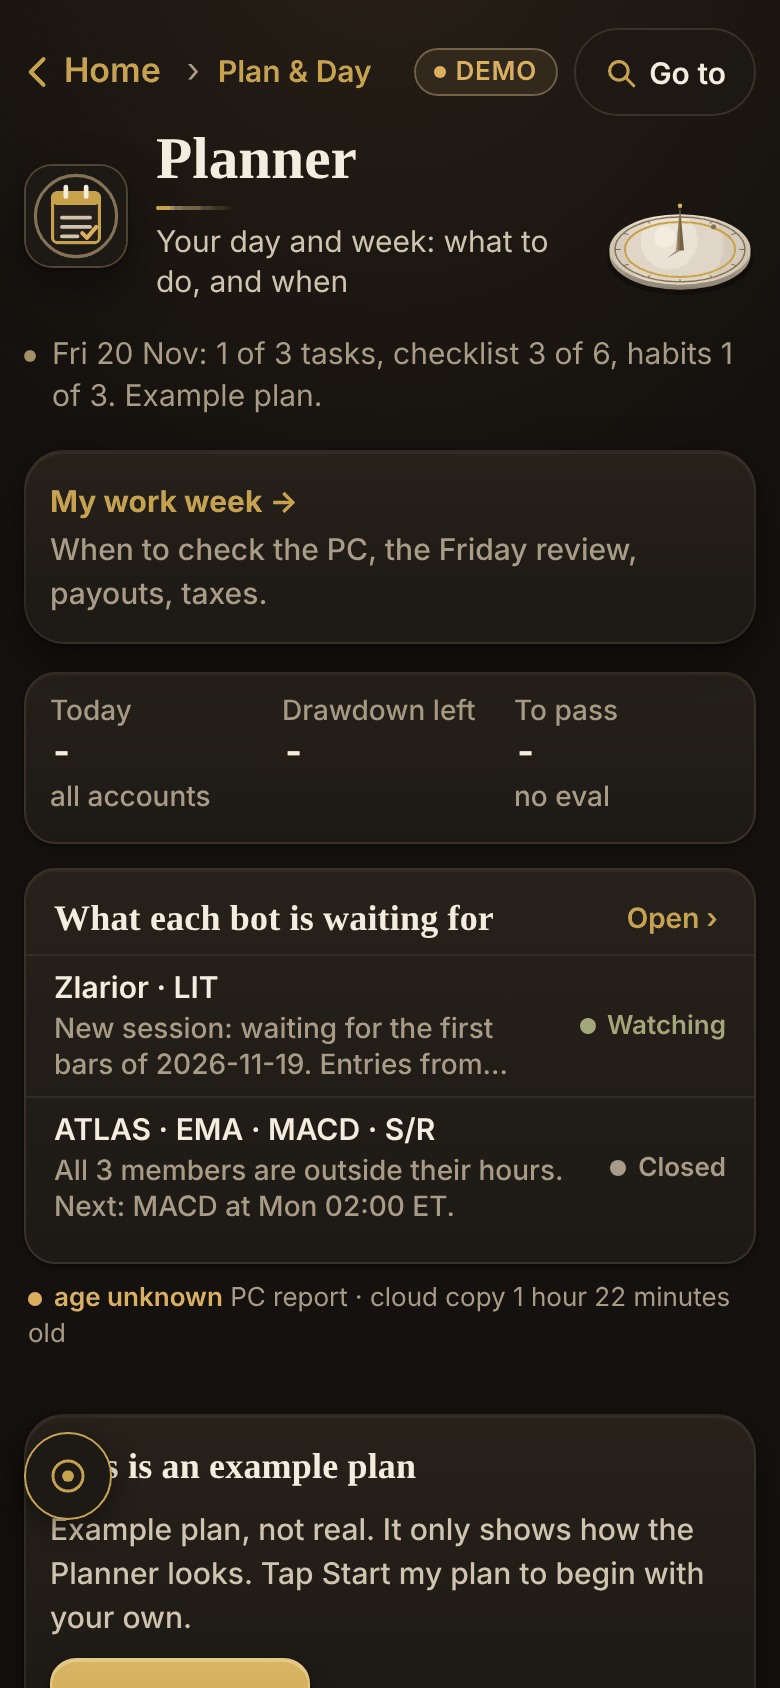 Home › Plan & Day
DEMO
Go to
Planner
Your day and week: what to
do, and when
Fri 20 Nov: 1 of 3 tasks, checklist 3 of 6, habits 1
of 3. Example plan.
My work week →
When to check the PC, the Friday review,
payouts, taxes.
Today
-
all accounts
Drawdown left
-
To pass
-
no eval
What each bot is waiting for
Open ›
Zlarior · LIT
New session: waiting for the first
bars of 2026-11-19. Entries from...
Watching
ATLAS · EMA · MACD · S/R
All 3 members are outside their hours.
Next: MACD at Mon 02:00 ET.
Closed
age unknown PC report · cloud copy 1 hour 22 minutes
old
s is an example plan
Example plan, not real. It only shows how the
Planner looks. Tap Start my plan to begin with
your own.